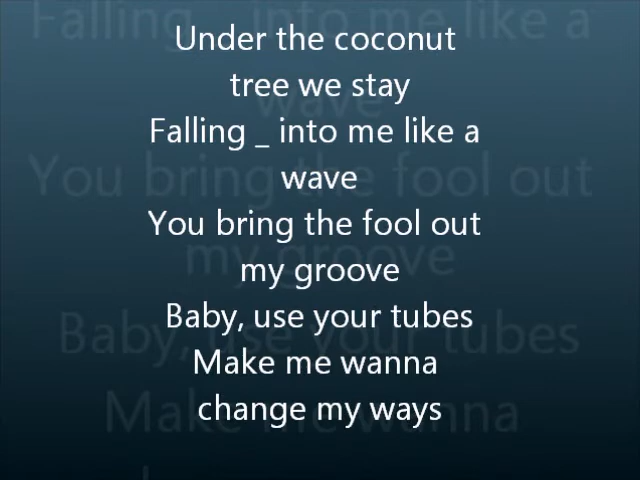 Under the coconut
tree we stay
Falling _ into me like a
wave
You bring the fool out
my groove
Baby, use your tubes
Make me wanna
change my ways